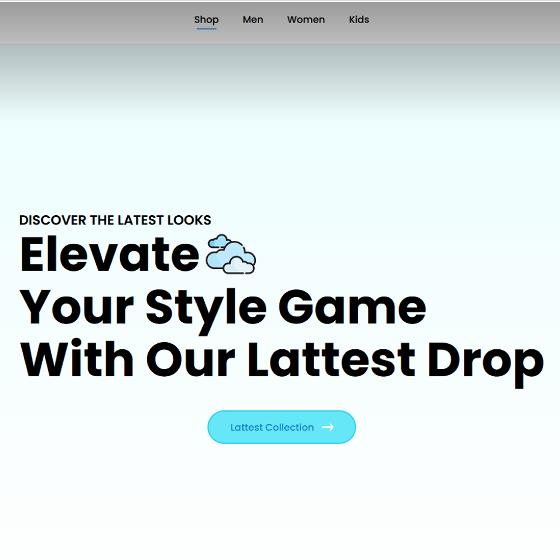 Shop Men Women Kids
DISCOVER THE LATEST LOOKS
Elevate
Your Style Game
With Our Lattest Drop
Lattest Collection →